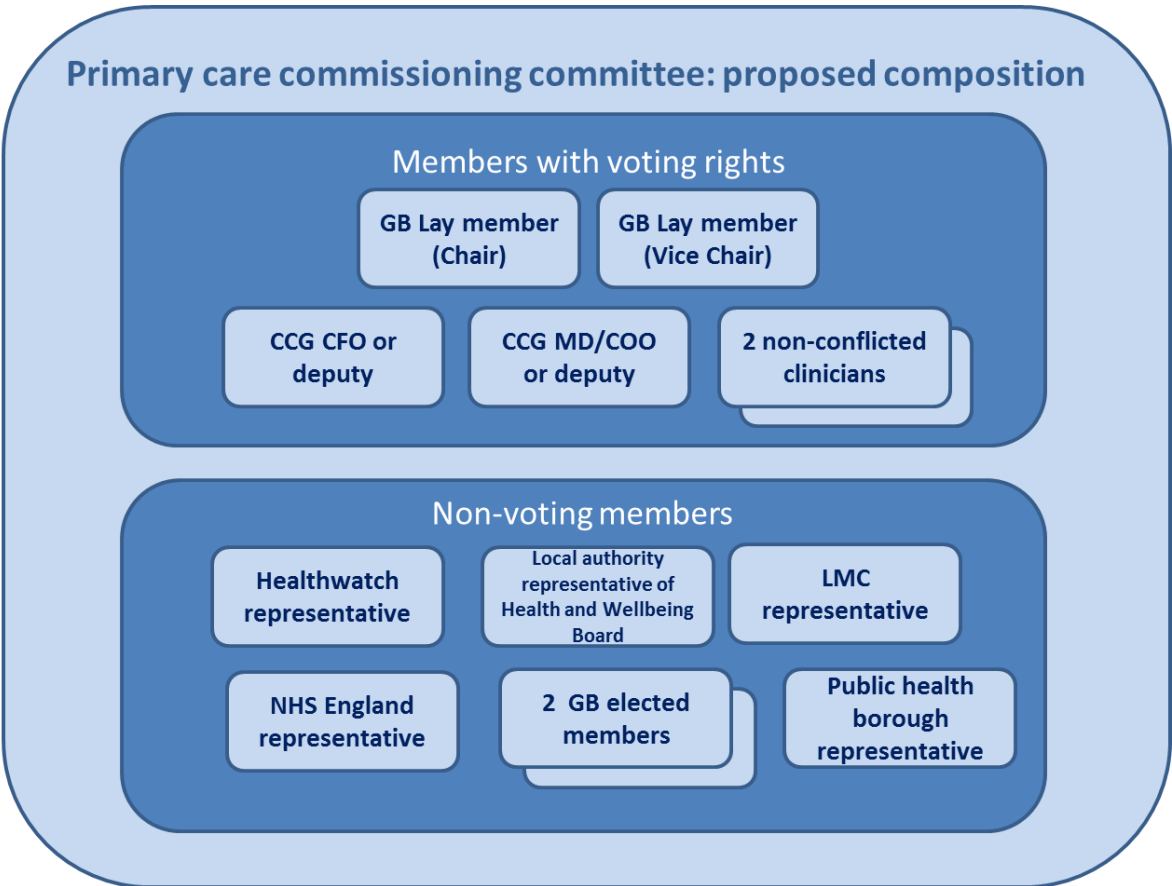 Primary care commissioning committee: proposed composition
Members with voting rights
GB Lay member
(Chair)
GB Lay member
(Vice Chair)
CCG CFO or
deputy
CCG MD/COO
or deputy
2 non-conflicted
clinicians
Non-voting members
Healthwatch
representative
Local authority
representative of
Health and Wellbeing
Board
LMC
representative
NHS England
representative
2  GB elected
members
Public health
borough
representative